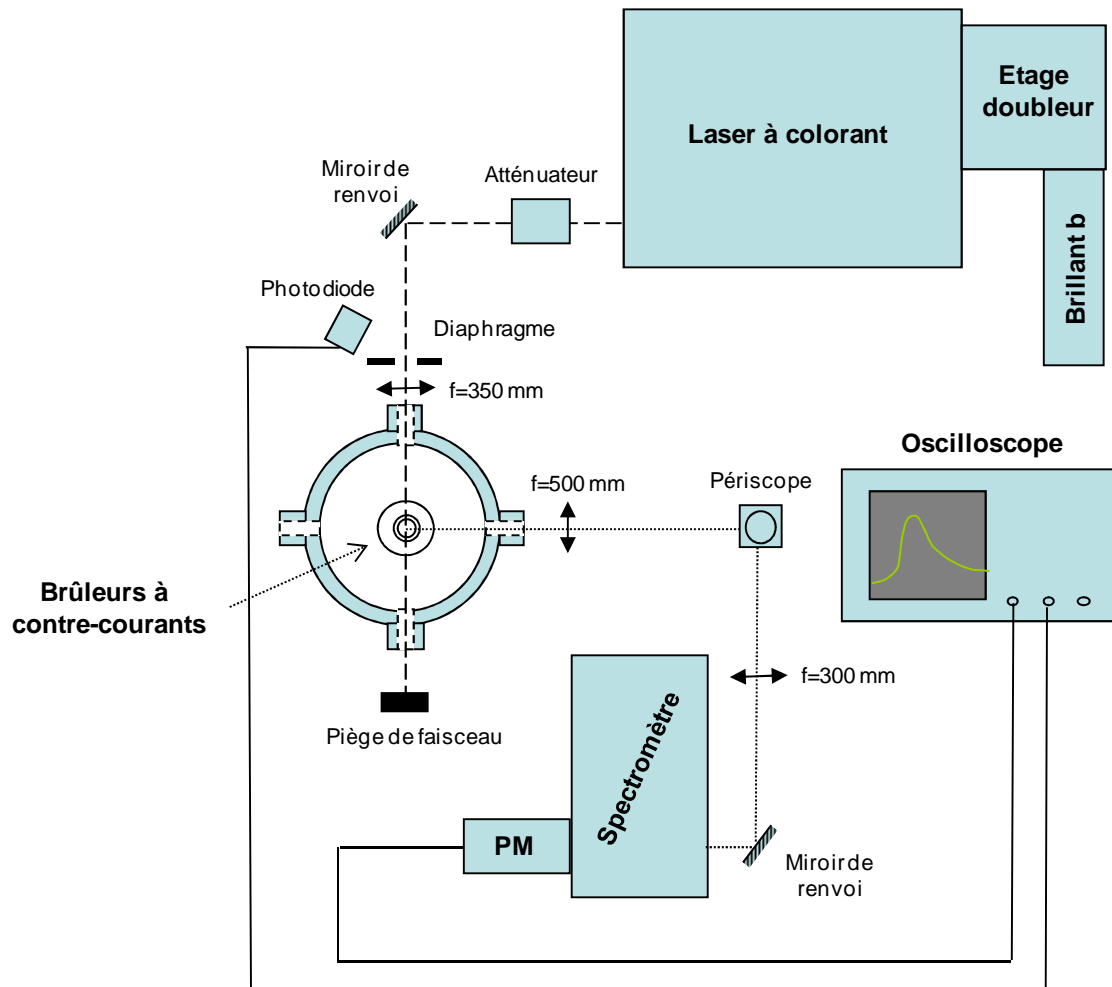 Etage
doubleur
Laser à colorant
Brillant b
Miroir de
renvoi
Atténuateur
Photodiode
Diaphragme
f=350 mm
Oscilloscope
f=500 mm
Périscope
Brûleurs à
contre-courants
f=300 mm
Spectromètre
Piège de faisceau
PM
Miroir de
renvoi